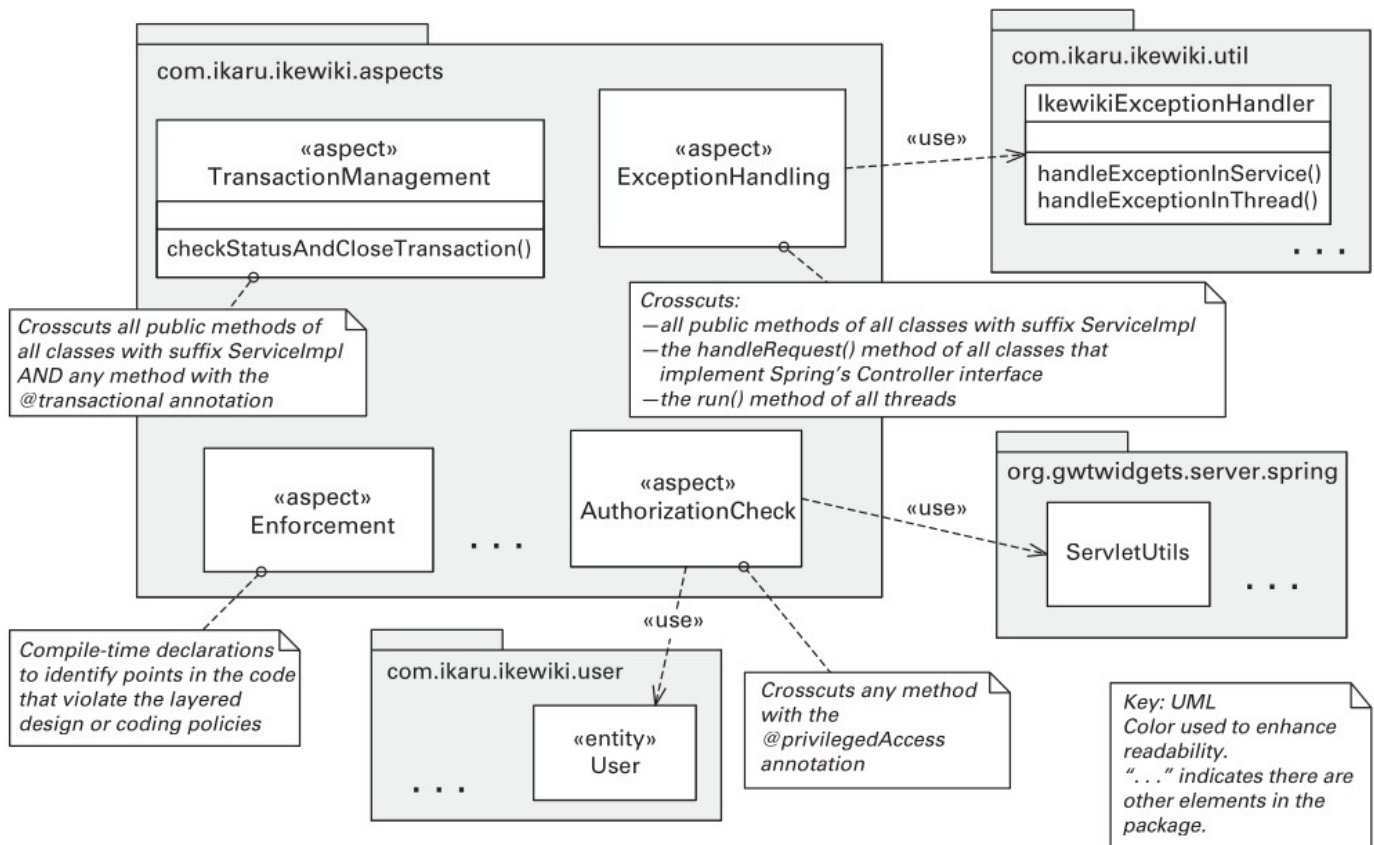 com.ikaru.ikewiki.aspects
«aspect»
TransactionManagement
checkStatusAndCloseTransaction()
Crosscuts all public methods of
all classes with suffix ServiceImpl
AND any method with the
@transactional annotation
«aspect»
ExceptionHandling
«use»
com.ikaru.ikewiki.util
IkewikiExceptionHandler
handleExceptionInService()
handleExceptionInThread()
. . .
Crosscuts:
—all public methods of all classes with suffix ServiceImpl
—the handleRequest() method of all classes that
implement Spring's Controller interface
—the run() method of all threads
«aspect»
Enforcement
. . .
«aspect»
AuthorizationCheck
«use»
org.gwtwidgets.server.spring
ServletUtils
. . .
Compile-time declarations
to identify points in the code
that violate the layered
design or coding policies
«use»
com.ikaru.ikewiki.user
«entity»
User
. . .
Crosscuts any method
with the
@privilegedAccess
annotation
Key: UML
Color used to enhance
readability.
“. . .” indicates there are
other elements in the
package.